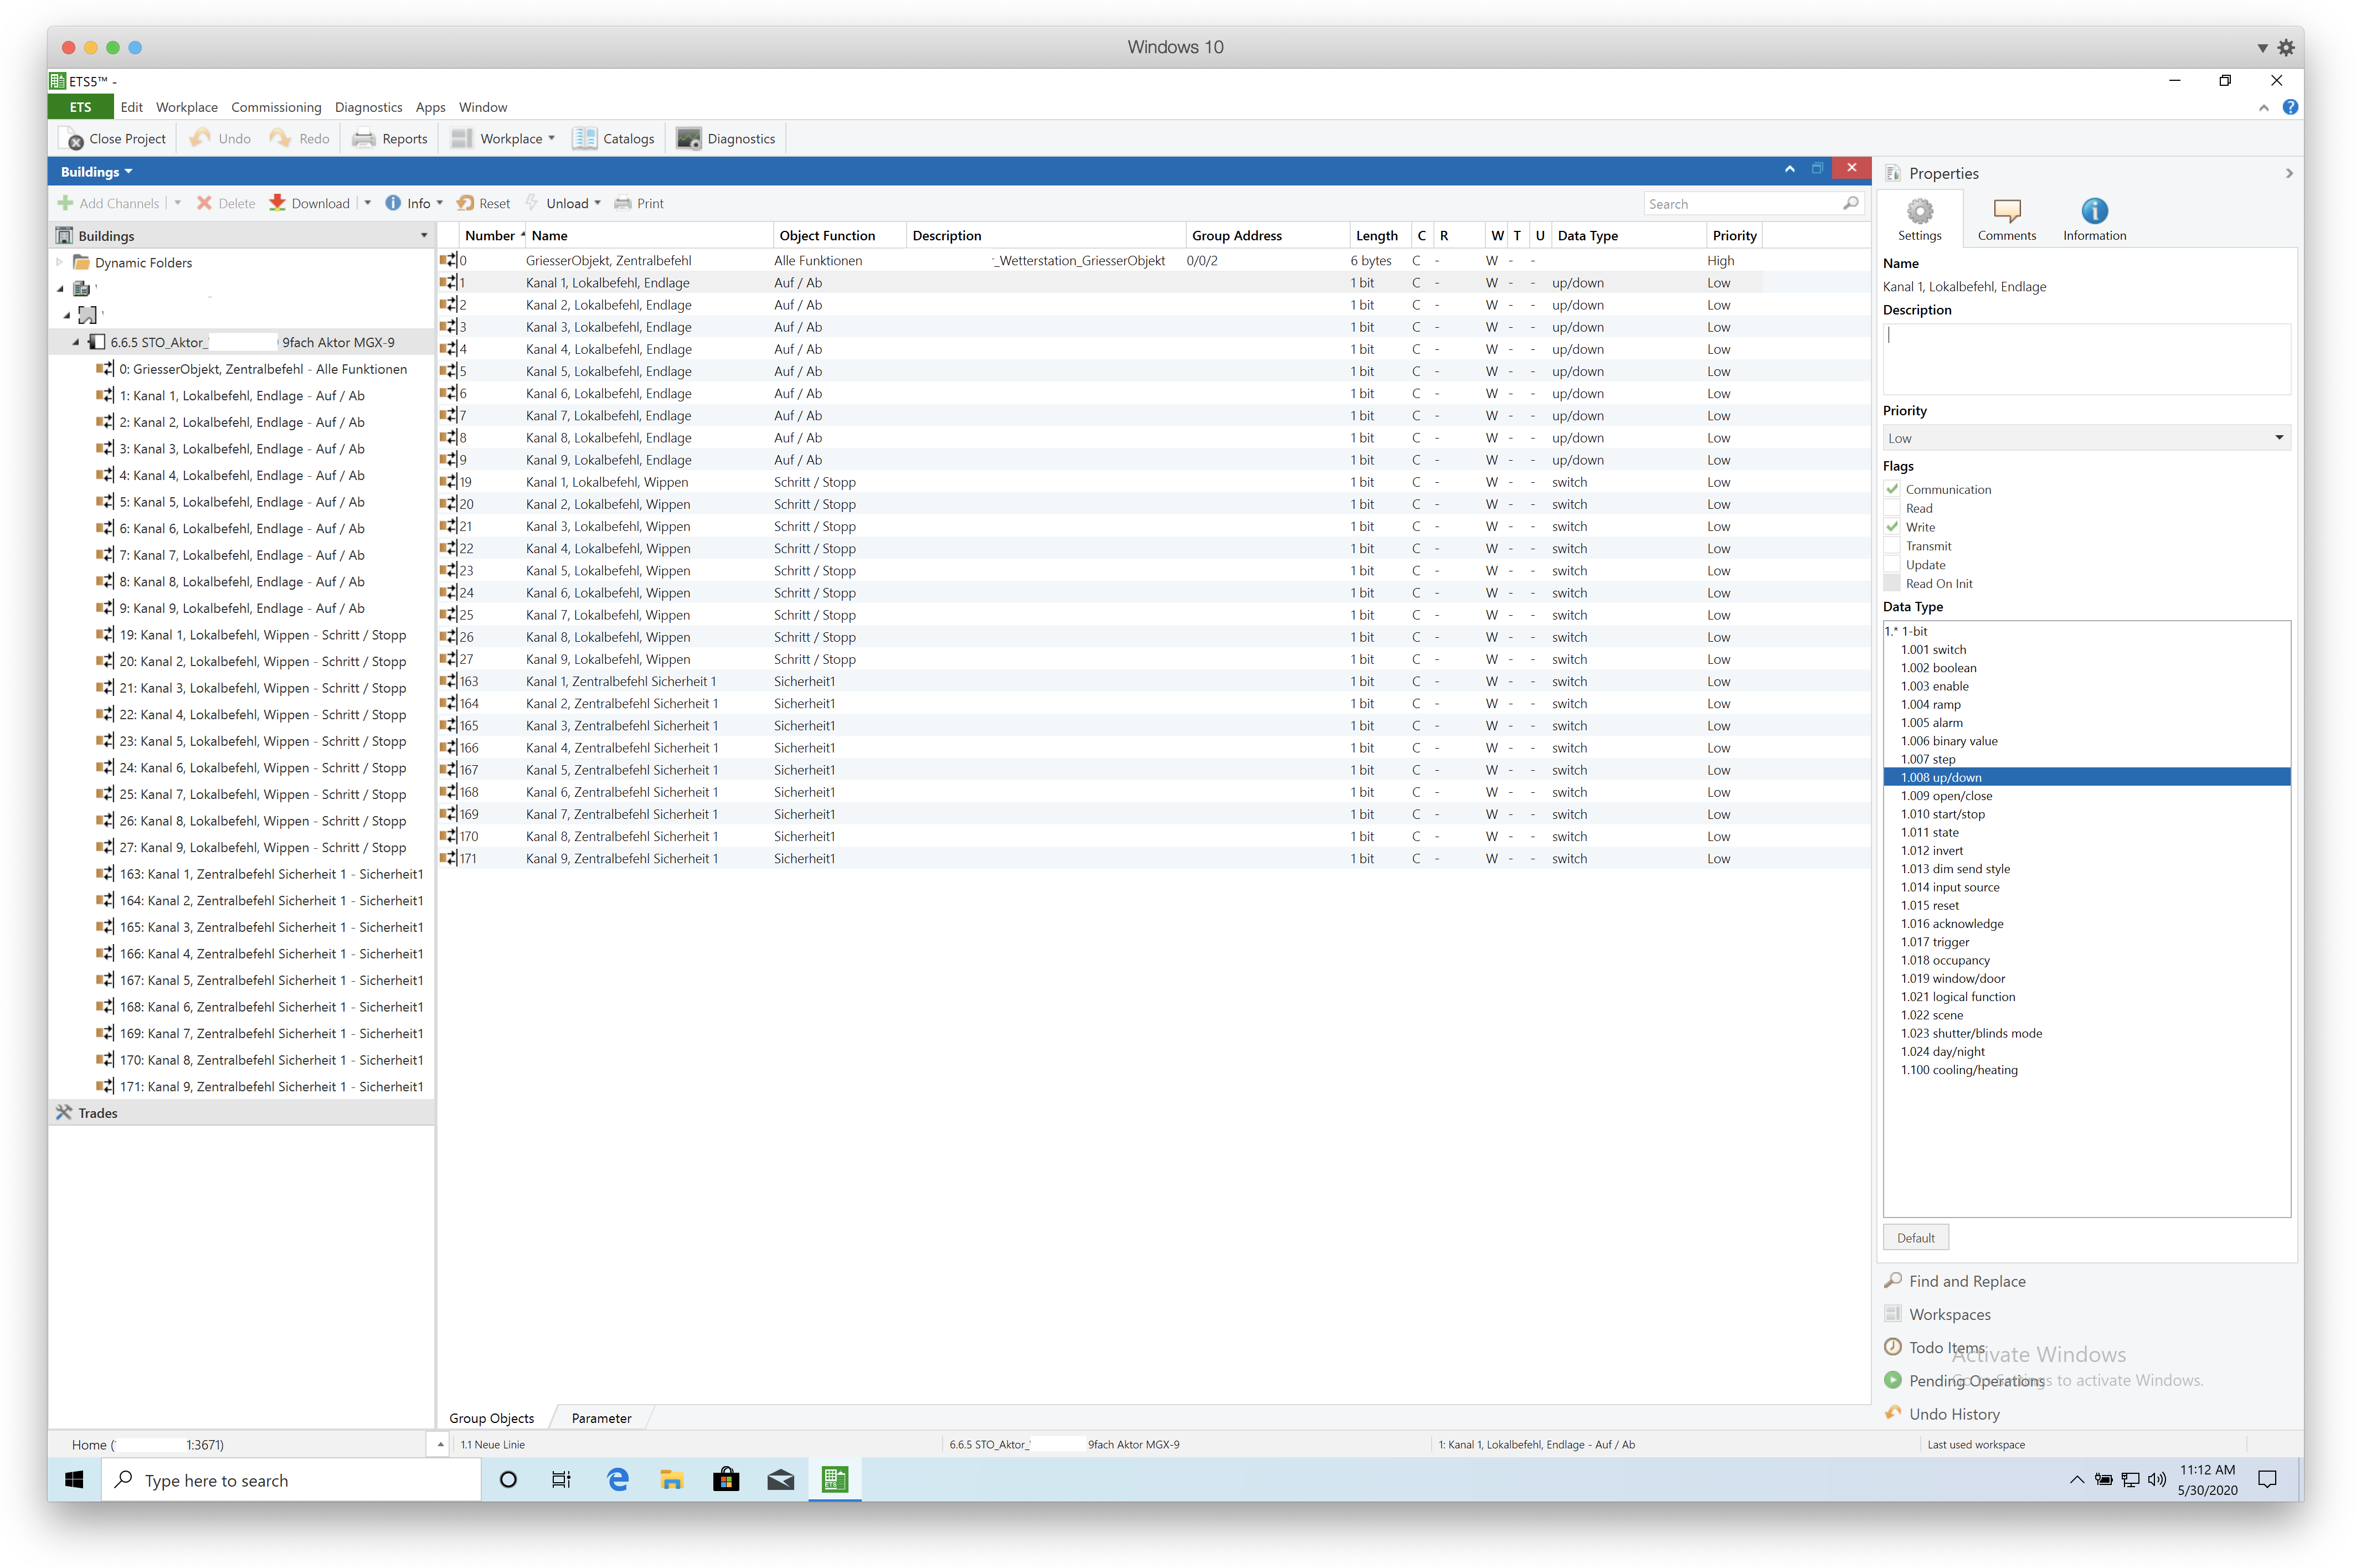 Windows 10
ETS5™ -
ETS Edit Workplace Commissioning Diagnostics Apps Window
Close Project Undo Redo Reports Workplace Catalogs Diagnostics
Buildings
Add Channels Delete Download Info Reset Unload Print Search
Buildings
Dynamic Folders
6.6.5 STO_Aktor_ 9fach Aktor MGX-9
0: GriesserObjekt, Zentralbefehl - Alle Funktionen
1: Kanal 1, Lokalbefehl, Endlage - Auf / Ab
2: Kanal 2, Lokalbefehl, Endlage - Auf / Ab
3: Kanal 3, Lokalbefehl, Endlage - Auf / Ab
4: Kanal 4, Lokalbefehl, Endlage - Auf / Ab
5: Kanal 5, Lokalbefehl, Endlage - Auf / Ab
6: Kanal 6, Lokalbefehl, Endlage - Auf / Ab
7: Kanal 7, Lokalbefehl, Endlage - Auf / Ab
8: Kanal 8, Lokalbefehl, Endlage - Auf / Ab
9: Kanal 9, Lokalbefehl, Endlage - Auf / Ab
19: Kanal 1, Lokalbefehl, Wippen - Schritt / Stopp
20: Kanal 2, Lokalbefehl, Wippen - Schritt / Stopp
21: Kanal 3, Lokalbefehl, Wippen - Schritt / Stopp
22: Kanal 4, Lokalbefehl, Wippen - Schritt / Stopp
23: Kanal 5, Lokalbefehl, Wippen - Schritt / Stopp
24: Kanal 6, Lokalbefehl, Wippen - Schritt / Stopp
25: Kanal 7, Lokalbefehl, Wippen - Schritt / Stopp
26: Kanal 8, Lokalbefehl, Wippen - Schritt / Stopp
27: Kanal 9, Lokalbefehl, Wippen - Schritt / Stopp
163: Kanal 1, Zentralbefehl Sicherheit 1 - Sicherheit1
164: Kanal 2, Zentralbefehl Sicherheit 1 - Sicherheit1
165: Kanal 3, Zentralbefehl Sicherheit 1 - Sicherheit1
166: Kanal 4, Zentralbefehl Sicherheit 1 - Sicherheit1
167: Kanal 5, Zentralbefehl Sicherheit 1 - Sicherheit1
168: Kanal 6, Zentralbefehl Sicherheit 1 - Sicherheit1
169: Kanal 7, Zentralbefehl Sicherheit 1 - Sicherheit1
170: Kanal 8, Zentralbefehl Sicherheit 1 - Sicherheit1
171: Kanal 9, Zentralbefehl Sicherheit 1 - Sicherheit1
Trades
Number Name Object Function Description Group Address Length C R W T U Data Type Priority
0 GriesserObjekt, Zentralbefehl Alle Funktionen _Wetterstation_GriesserObjekt 0/0/2 6 bytes C - W - - High
1 Kanal 1, Lokalbefehl, Endlage Auf / Ab 1 bit C - W - - up/down Low
2 Kanal 2, Lokalbefehl, Endlage Auf / Ab 1 bit C - W - - up/down Low
3 Kanal 3, Lokalbefehl, Endlage Auf / Ab 1 bit C - W - - up/down Low
4 Kanal 4, Lokalbefehl, Endlage Auf / Ab 1 bit C - W - - up/down Low
5 Kanal 5, Lokalbefehl, Endlage Auf / Ab 1 bit C - W - - up/down Low
6 Kanal 6, Lokalbefehl, Endlage Auf / Ab 1 bit C - W - - up/down Low
7 Kanal 7, Lokalbefehl, Endlage Auf / Ab 1 bit C - W - - up/down Low
8 Kanal 8, Lokalbefehl, Endlage Auf / Ab 1 bit C - W - - up/down Low
9 Kanal 9, Lokalbefehl, Endlage Auf / Ab 1 bit C - W - - up/down Low
19 Kanal 1, Lokalbefehl, Wippen Schritt / Stopp 1 bit C - W - - switch Low
20 Kanal 2, Lokalbefehl, Wippen Schritt / Stopp 1 bit C - W - - switch Low
21 Kanal 3, Lokalbefehl, Wippen Schritt / Stopp 1 bit C - W - - switch Low
22 Kanal 4, Lokalbefehl, Wippen Schritt / Stopp 1 bit C - W - - switch Low
23 Kanal 5, Lokalbefehl, Wippen Schritt / Stopp 1 bit C - W - - switch Low
24 Kanal 6, Lokalbefehl, Wippen Schritt / Stopp 1 bit C - W - - switch Low
25 Kanal 7, Lokalbefehl, Wippen Schritt / Stopp 1 bit C - W - - switch Low
26 Kanal 8, Lokalbefehl, Wippen Schritt / Stopp 1 bit C - W - - switch Low
27 Kanal 9, Lokalbefehl, Wippen Schritt / Stopp 1 bit C - W - - switch Low
163 Kanal 1, Zentralbefehl Sicherheit 1 Sicherheit1 1 bit C - W - - switch Low
164 Kanal 2, Zentralbefehl Sicherheit 1 Sicherheit1 1 bit C - W - - switch Low
165 Kanal 3, Zentralbefehl Sicherheit 1 Sicherheit1 1 bit C - W - - switch Low
166 Kanal 4, Zentralbefehl Sicherheit 1 Sicherheit1 1 bit C - W - - switch Low
167 Kanal 5, Zentralbefehl Sicherheit 1 Sicherheit1 1 bit C - W - - switch Low
168 Kanal 6, Zentralbefehl Sicherheit 1 Sicherheit1 1 bit C - W - - switch Low
169 Kanal 7, Zentralbefehl Sicherheit 1 Sicherheit1 1 bit C - W - - switch Low
170 Kanal 8, Zentralbefehl Sicherheit 1 Sicherheit1 1 bit C - W - - switch Low
171 Kanal 9, Zentralbefehl Sicherheit 1 Sicherheit1 1 bit C - W - - switch Low
Group Objects Parameter
Properties
Settings Comments Information
Name
Kanal 1, Lokalbefehl, Endlage
Description
Priority
Low
Flags
Communication
Read
Write
Transmit
Update
Read On Init
Data Type
1.* 1-bit
1.001 switch
1.002 boolean
1.003 enable
1.004 ramp
1.005 alarm
1.006 binary value
1.007 step
1.008 up/down
1.009 open/close
1.010 start/stop
1.011 state
1.012 invert
1.013 dim send style
1.014 input source
1.015 reset
1.016 acknowledge
1.017 trigger
1.018 occupancy
1.019 window/door
1.021 logical function
1.022 scene
1.023 shutter/blinds mode
1.024 day/night
1.100 cooling/heating
Default
Find and Replace
Workspaces
Todo Items
Activate Windows
Pending Operations
Go to Settings to activate Windows.
Undo History
Home ( 1:3671) 1.1 Neue Linie 6.6.5 STO_Aktor_ 9fach Aktor MGX-9 1: Kanal 1, Lokalbefehl, Endlage - Auf / Ab Last used workspace
Type here to search
ETS
11:12 AM
5/30/2020